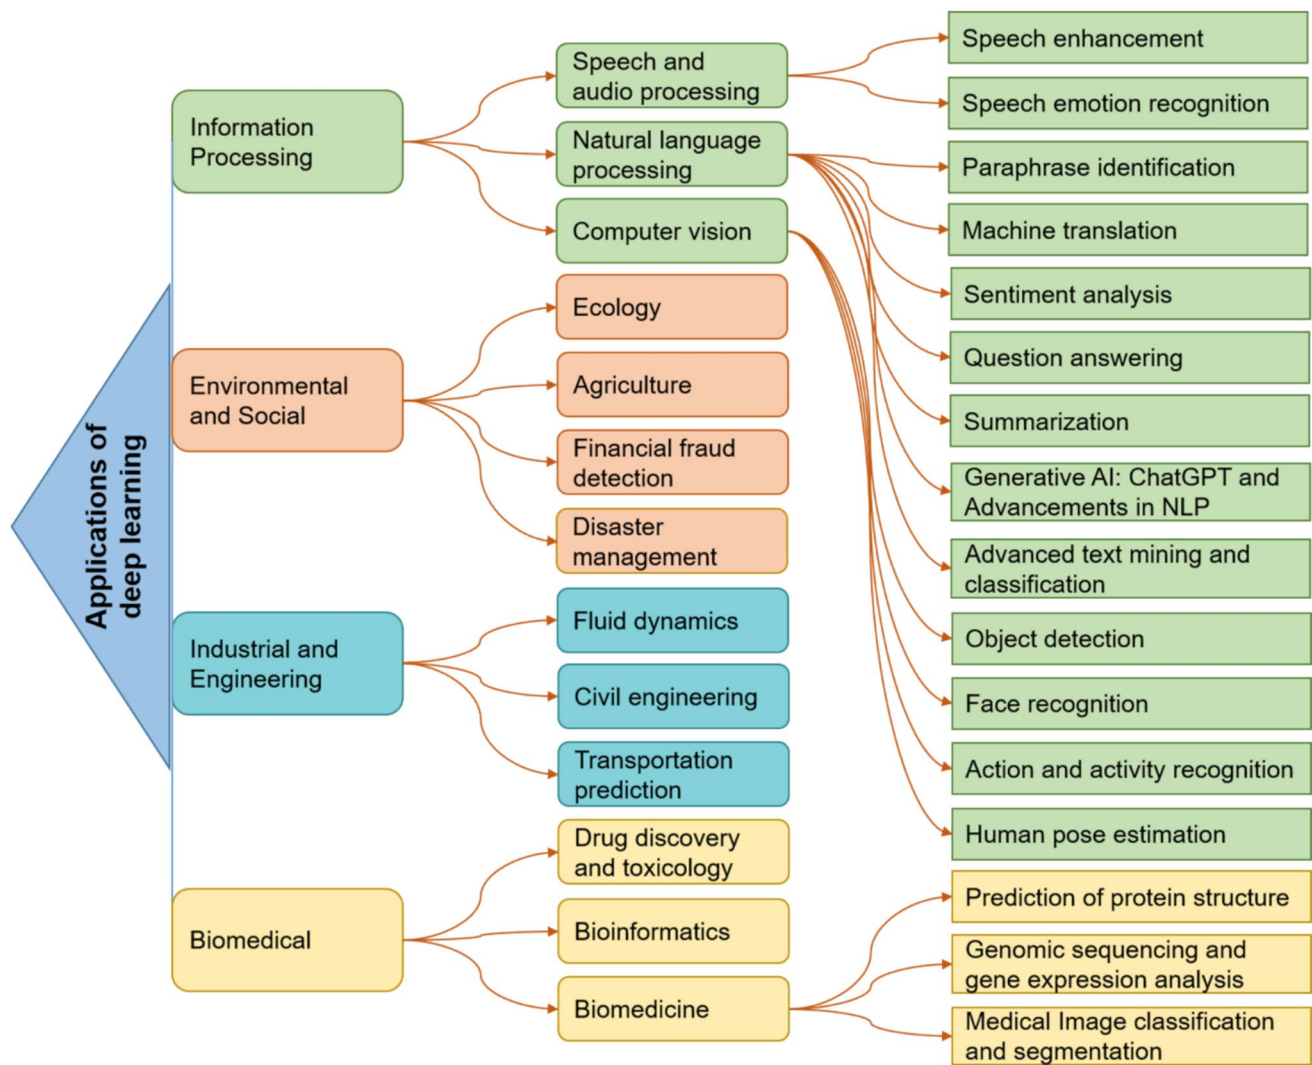 Applications of
deep learning
Information
Processing
Environmental
and Social
Industrial and
Engineering
Biomedical
Speech and
audio processing
Natural language
processing
Computer vision
Ecology
Agriculture
Financial fraud
detection
Disaster
management
Fluid dynamics
Civil engineering
Transportation
prediction
Drug discovery
and toxicology
Bioinformatics
Biomedicine
Speech enhancement
Speech emotion recognition
Paraphrase identification
Machine translation
Sentiment analysis
Question answering
Summarization
Generative AI: ChatGPT and
Advancements in NLP
Advanced text mining and
classification
Object detection
Face recognition
Action and activity recognition
Human pose estimation
Prediction of protein structure
Genomic sequencing and
gene expression analysis
Medical Image classification
and segmentation